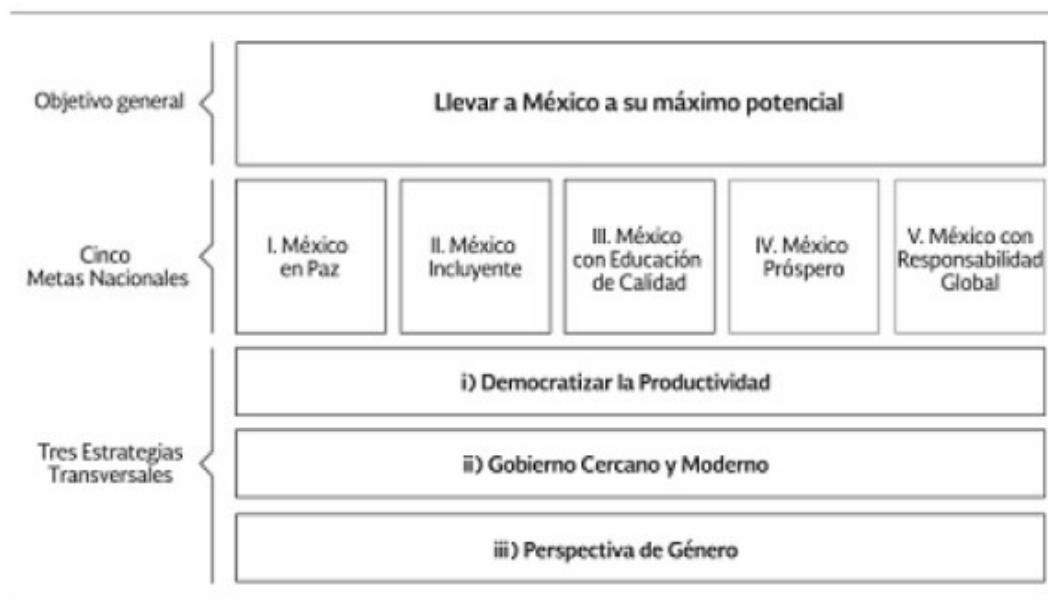 Objetivo general
Llevar a México a su máximo potencial
Cinco
Metas Nacionales
I. México
en Paz
II. México
Incluyente
III. México
con Educación
de Calidad
IV. México
Próspero
V. México con
Responsabilidad
Global
Tres Estrategias
Transversales
i) Democratizar la Productividad
ii) Gobierno Cercano y Moderno
iii) Perspectiva de Género